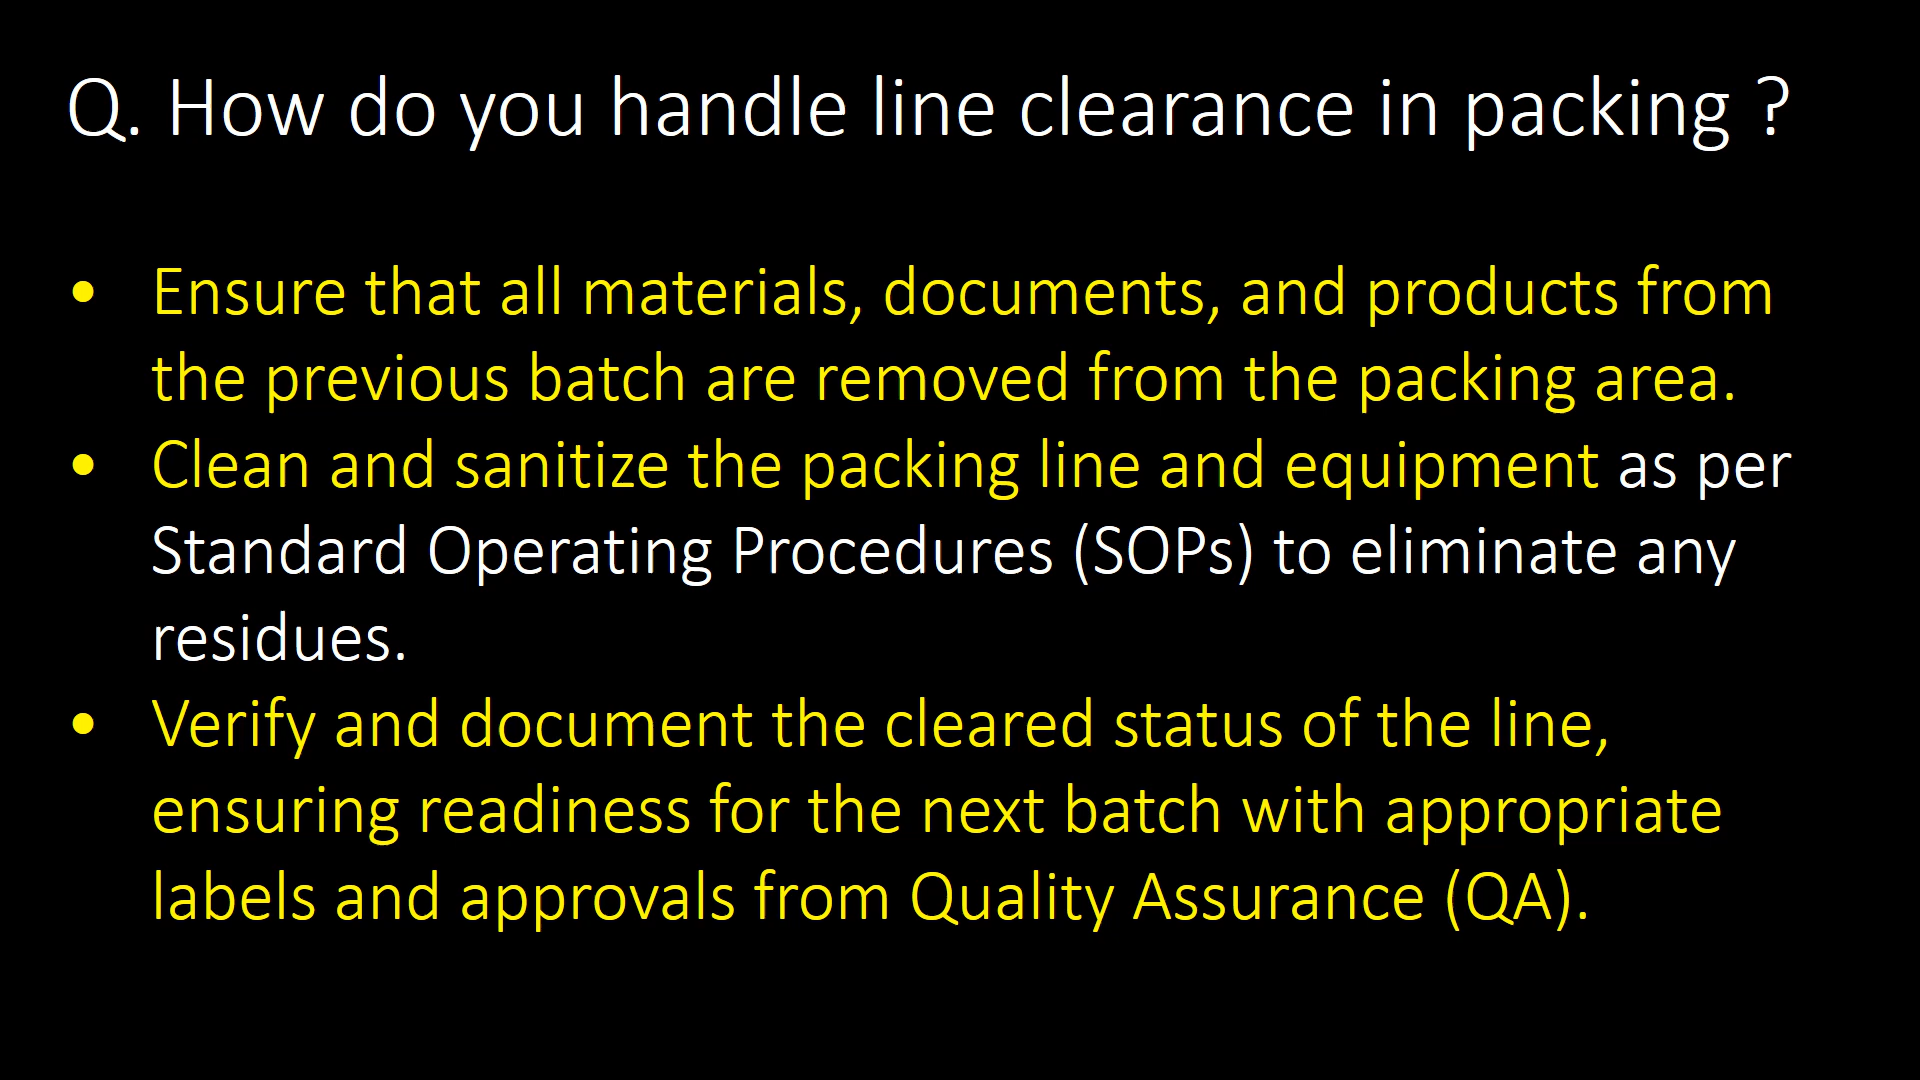 Q. How do you handle line clearance in packing ?
• Ensure that all materials, documents, and products from
the previous batch are removed from the packing area.
• Clean and sanitize the packing line and equipment as per
Standard Operating Procedures (SOPs) to eliminate any
residues.
• Verify and document the cleared status of the line,
ensuring readiness for the next batch with appropriate
labels and approvals from Quality Assurance (QA).